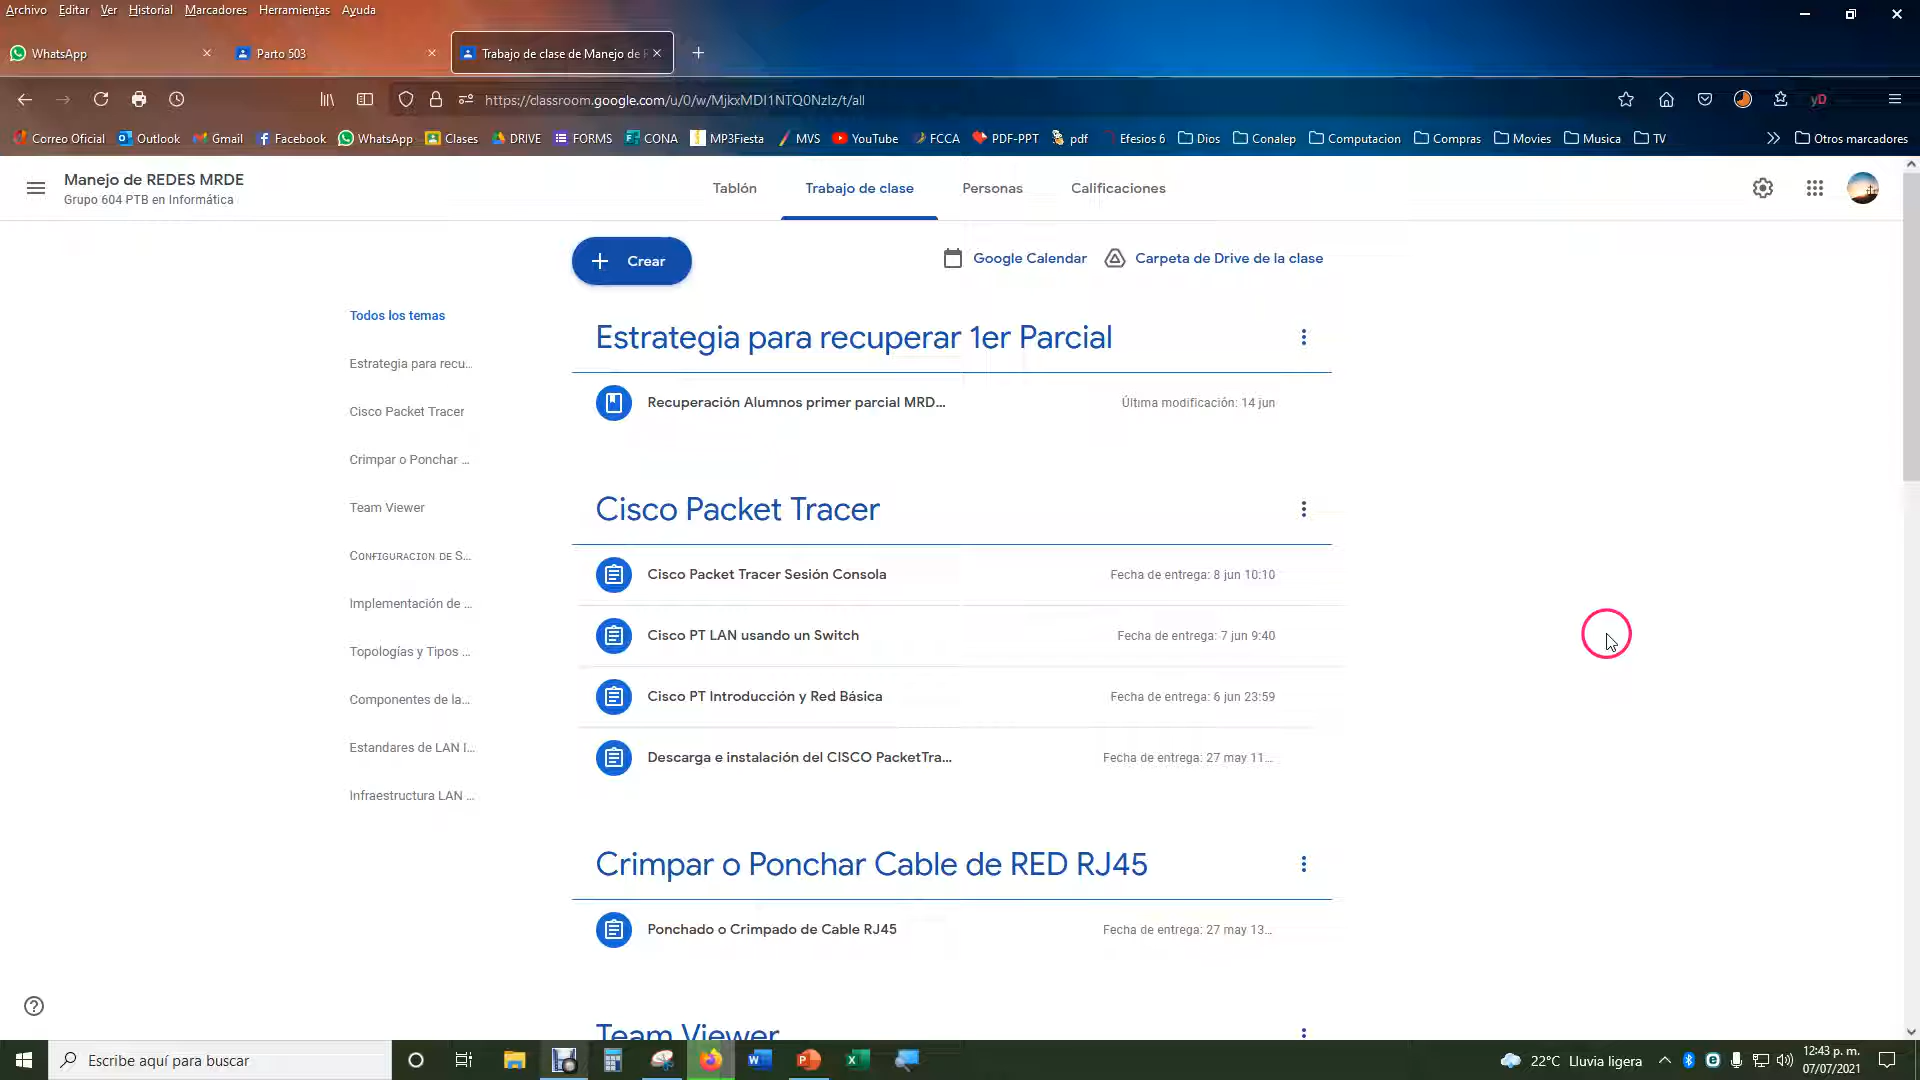 Archivo Editar Ver Historial Marcadores Herramientas Ayuda
WhatsApp
Parto 503
Trabajo de clase de Manejo de R
https://classroom.google.com/u/0/w/MjkxMDI1NTQ0NzIz/t/all
yD
Correo Oficial Outlook Gmail Facebook WhatsApp Clases DRIVE FORMS CONA MP3Fiesta MVS YouTube FCCA PDF-PPT pdf Efesios 6 Dios Conalep Computacion Compras Movies Musica TV Otros marcadores
Manejo de REDES MRDE
Grupo 604 PTB en Informática
Tablón Trabajo de clase Personas Calificaciones
Crear
Google Calendar Carpeta de Drive de la clase
Todos los temas
Estrategia para recu...
Cisco Packet Tracer
Crimpar o Ponchar ...
Team Viewer
Configuracion de S...
Implementación de ...
Topologías y Tipos ...
Componentes de la...
Estandares de LAN I...
Infraestructura LAN ...
Estrategia para recuperar 1er Parcial
Recuperación Alumnos primer parcial MRD... Última modificación: 14 jun
Cisco Packet Tracer
Cisco Packet Tracer Sesión Consola Fecha de entrega: 8 jun 10:10
Cisco PT LAN usando un Switch Fecha de entrega: 7 jun 9:40
Cisco PT Introducción y Red Básica Fecha de entrega: 6 jun 23:59
Descarga e instalación del CISCO PacketTra... Fecha de entrega: 27 may 11...
Crimpar o Ponchar Cable de RED RJ45
Ponchado o Crimpado de Cable RJ45 Fecha de entrega: 27 may 13...
Team Viewer
Escribe aquí para buscar
22°C Lluvia ligera
12:43 p. m.
07/07/2021